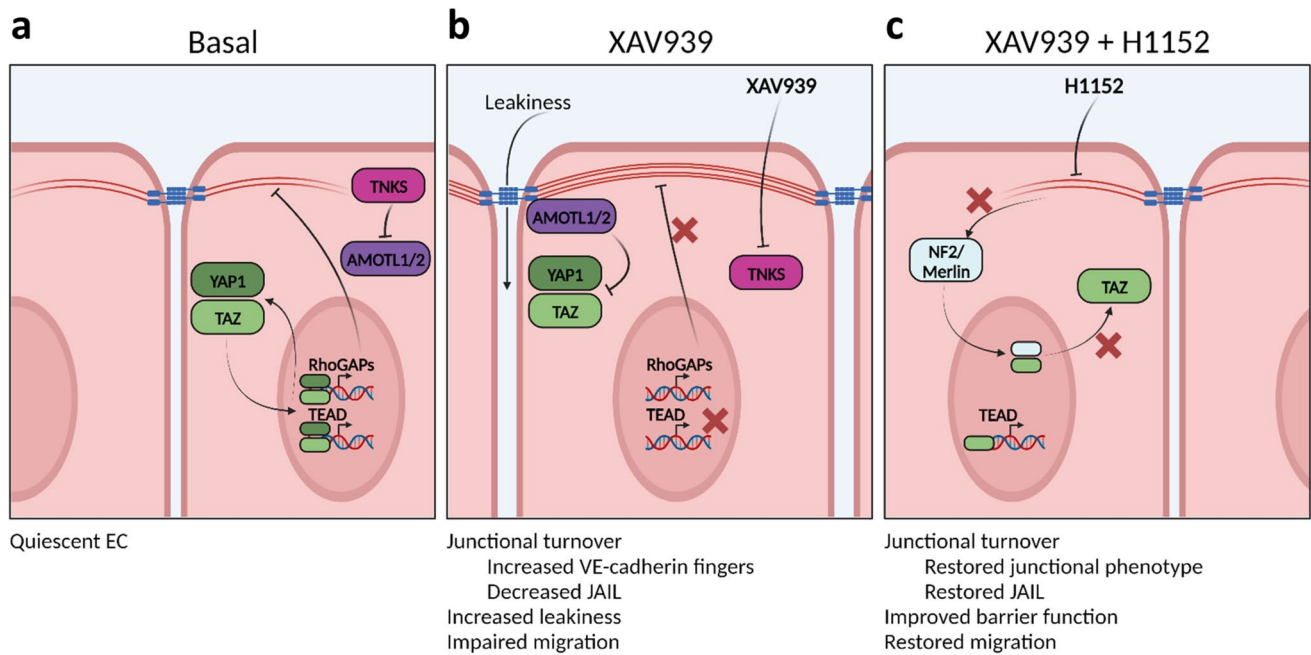 a
Basal
TNKS
AMOTL1/2
YAP1
TAZ
RhoGAPs
TEAD
Quiescent EC
b
XAV939
Leakiness
XAV939
AMOTL1/2
YAP1
TAZ
TNKS
RhoGAPs
TEAD
Junctional turnover
Increased VE-cadherin fingers
Decreased JAIL
Increased leakiness
Impaired migration
c
XAV939 + H1152
H1152
NF2/
Merlin
TAZ
TEAD
Junctional turnover
Restored junctional phenotype
Restored JAIL
Improved barrier function
Restored migration